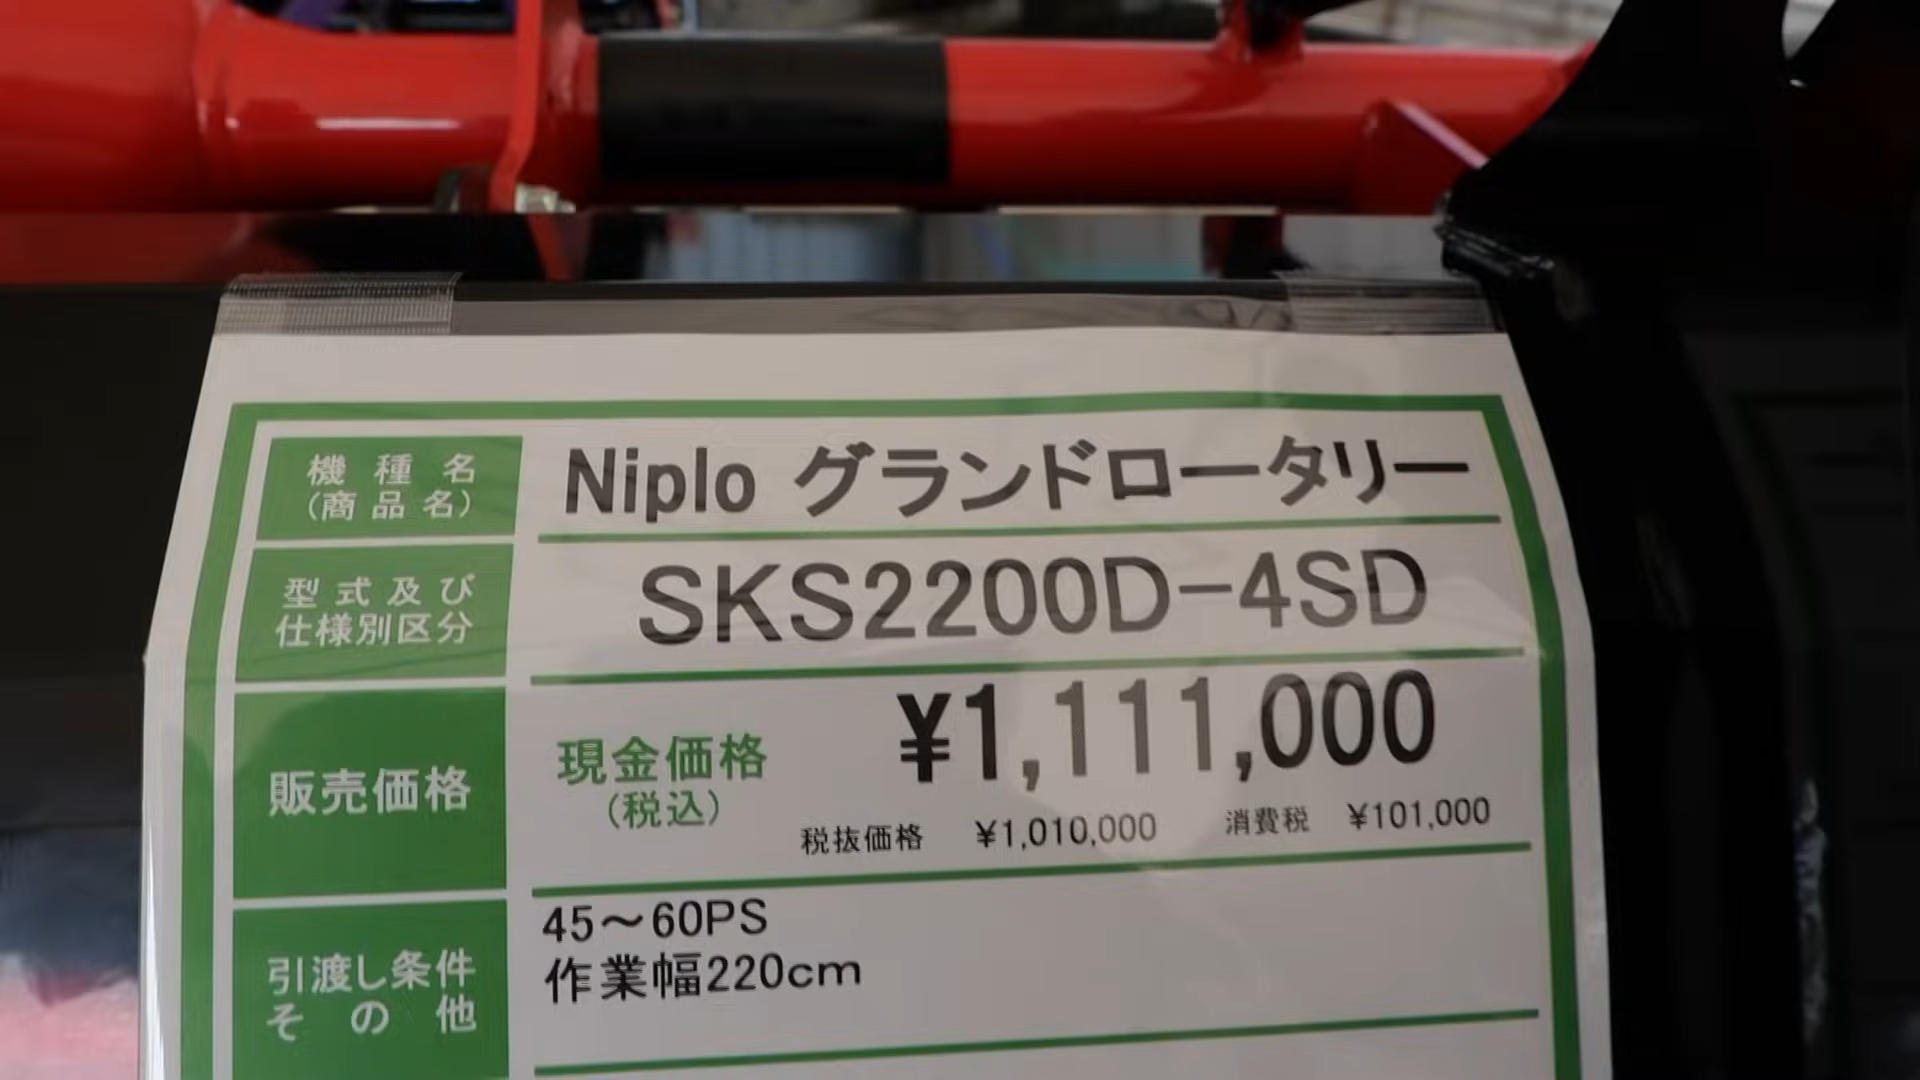 機種名
(商品名)
Niplo グランドロータリー
型式及び
仕様別区分
SKS2200D-4SD
販売価格
現金価格
(税込)
¥1,111,000
税抜価格 ¥1,010,000 消費税 ¥101,000
引渡し条件
その他
45～60PS
作業幅220cm